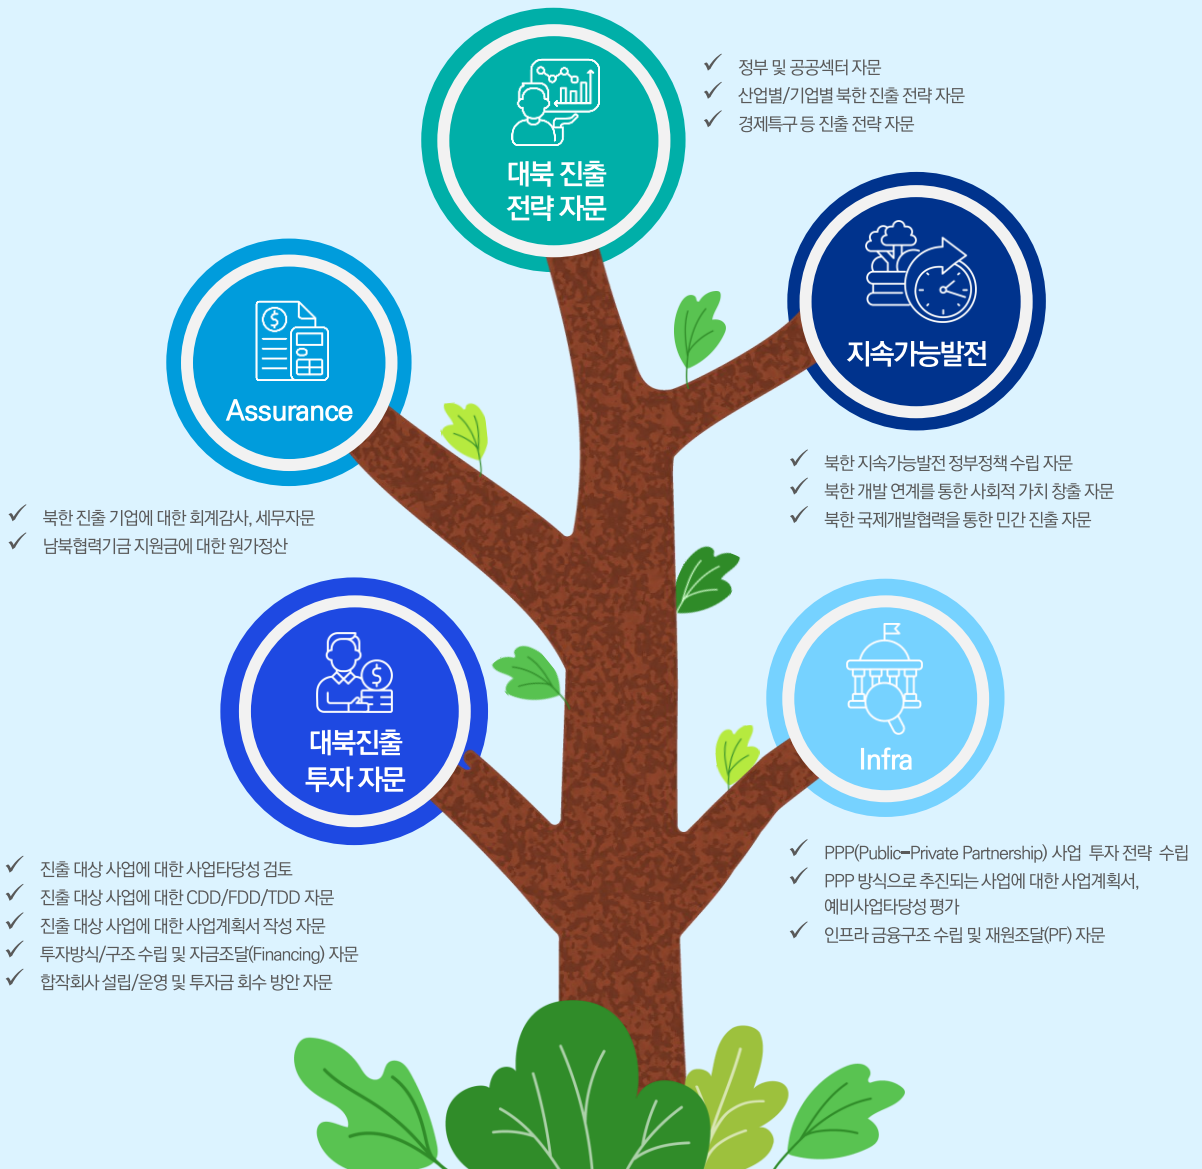 대북 진출
전략 자문
정부 및 공공섹터 자문
산업별/기업별 북한 진출 전략 자문
경제특구 등 진출 전략 자문
지속가능발전
북한 지속가능발전 정부정책 수립 자문
북한 개발 연계를 통한 사회적 가치 창출 자문
북한 국제개발협력을 통한 민간 진출 자문
Assurance
북한 진출 기업에 대한 회계감사, 세무자문
남북협력기금 지원금에 대한 원가정산
대북진출
투자 자문
진출 대상 사업에 대한 사업타당성 검토
진출 대상 사업에 대한 CDD/FDD/TDD 자문
진출 대상 사업에 대한 사업계획서 작성 자문
투자방식/구조 수립 및 자금조달(Financing) 자문
합작회사 설립/운영 및 투자금 회수 방안 자문
Infra
PPP(Public-Private Partnership) 사업 투자 전략 수립
PPP 방식으로 추진되는 사업에 대한 사업계획서,
예비사업타당성 평가
인프라 금융구조 수립 및 재원조달(PF) 자문